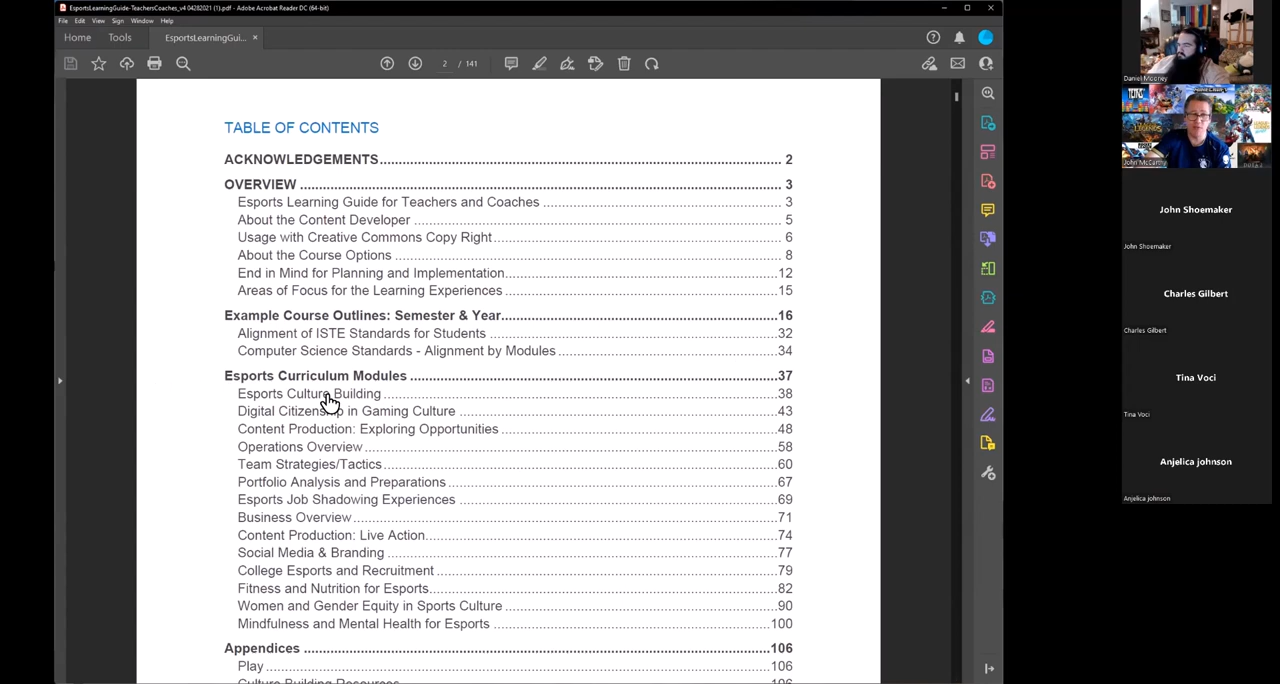 EsportsLearningGuide-TeachersCoaches_v4 04282021 (1).pdf - Adobe Acrobat Reader DC (64-bit)
File Edit View Sign Window Help
Home Tools EsportsLearningGui... ×
2 / 141
TABLE OF CONTENTS
ACKNOWLEDGEMENTS 2
OVERVIEW 3
Esports Learning Guide for Teachers and Coaches 3
About the Content Developer 5
Usage with Creative Commons Copy Right 6
About the Course Options 8
End in Mind for Planning and Implementation 12
Areas of Focus for the Learning Experiences 15
Example Course Outlines: Semester & Year 16
Alignment of ISTE Standards for Students 32
Computer Science Standards - Alignment by Modules 34
Esports Curriculum Modules 37
Esports Culture Building 38
Digital Citizenship in Gaming Culture 43
Content Production: Exploring Opportunities 48
Operations Overview 58
Team Strategies/Tactics 60
Portfolio Analysis and Preparations 67
Esports Job Shadowing Experiences 69
Business Overview 71
Content Production: Live Action 74
Social Media & Branding 77
College Esports and Recruitment 79
Fitness and Nutrition for Esports 82
Women and Gender Equity in Sports Culture 90
Mindfulness and Mental Health for Esports 100
Appendices 106
Play 106
Culture Building Resources 106
Daniel Mooney
John McCarthy
John Shoemaker
John Shoemaker
Charles Gilbert
Charles Gilbert
Tina Voci
Tina Voci
Anjelica johnson
Anjelica johnson